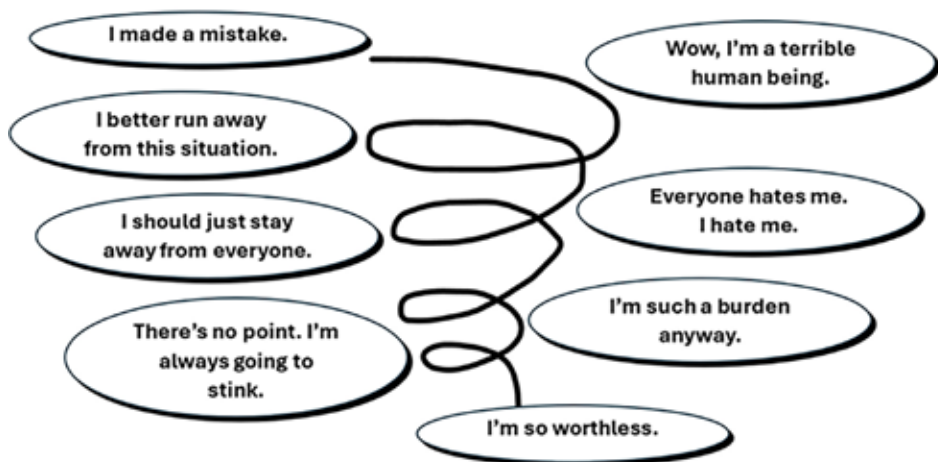 I made a mistake.
Wow, I'm a terrible
human being.
I better run away
from this situation.
Everyone hates me.
I hate me.
I should just stay
away from everyone.
I'm such a burden
anyway.
There's no point. I'm
always going to
stink.
I'm so worthless.